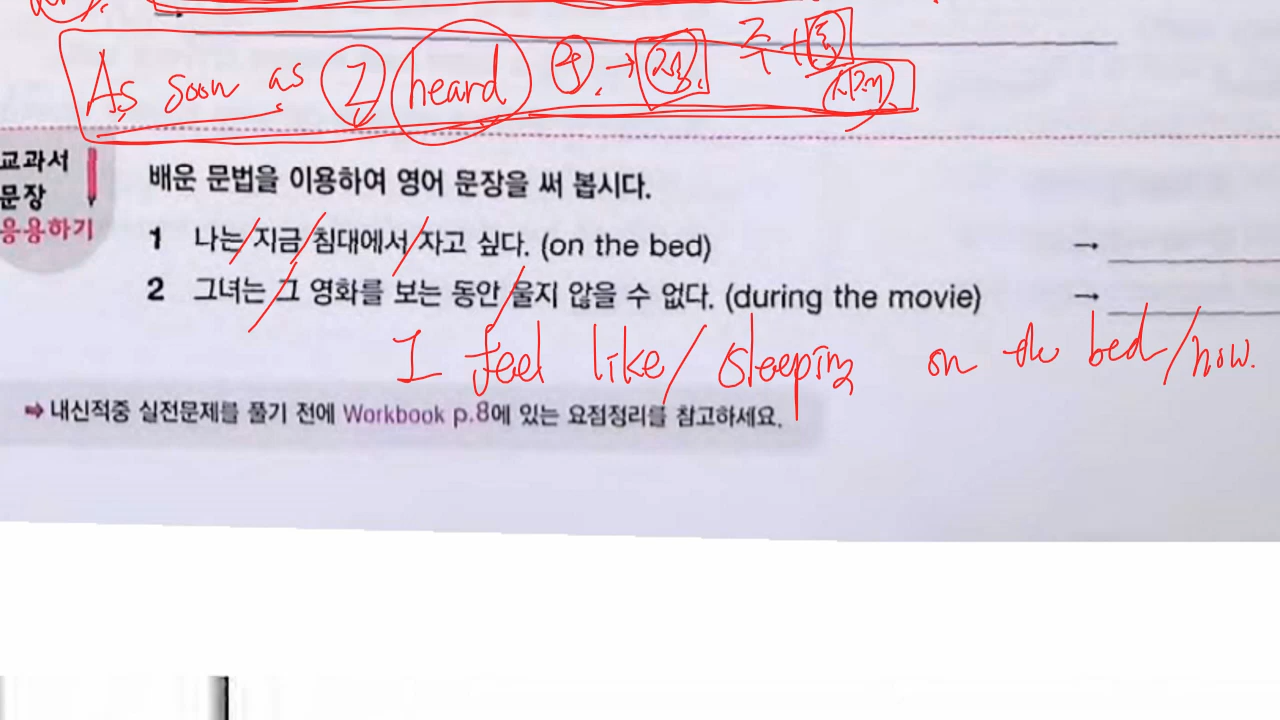 As soon as I heard
교과서
문장
응용하기
배운 문법을 이용하여 영어 문장을 써 봅시다.
1 나는 지금 침대에서 자고 싶다. (on the bed) →
2 그녀는 그 영화를 보는 동안 울지 않을 수 없다. (during the movie) →
I feel like / sleeping on the bed / now.
➡ 내신적중 실전문제를 풀기 전에 Workbook p.8에 있는 요점정리를 참고하세요.